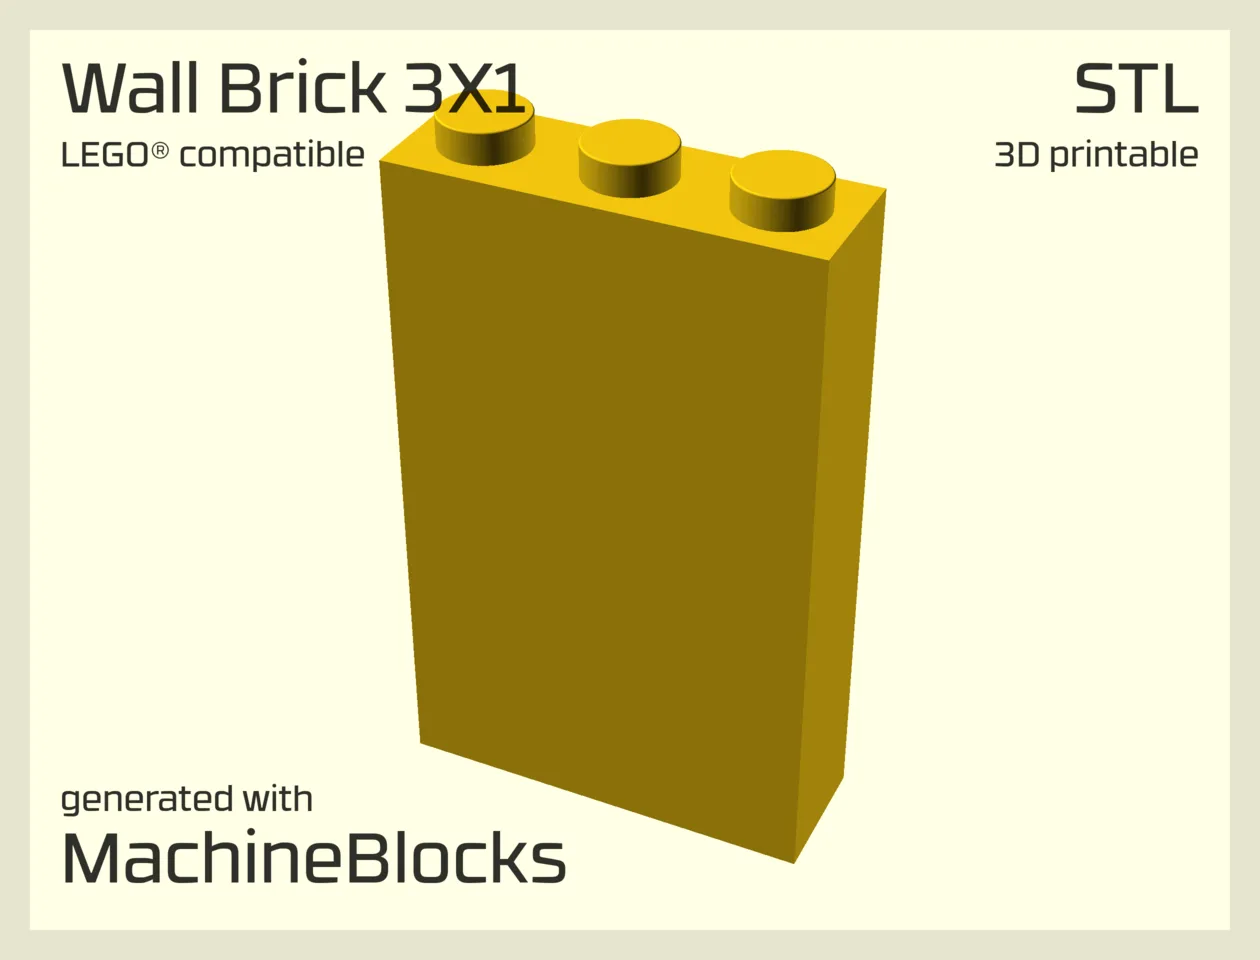 Wall Brick 3X1
LEGO® compatible
STL
3D printable
generated with
MachineBlocks